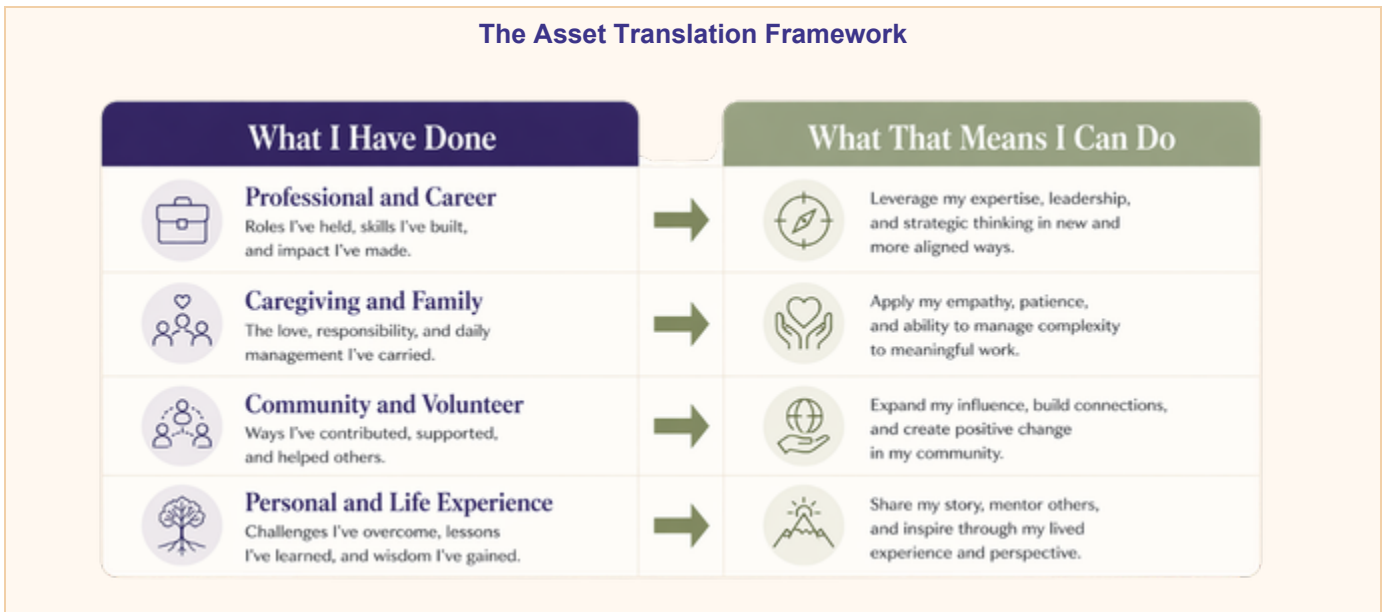 The Asset Translation Framework
What I Have Done
What That Means I Can Do
Professional and Career
Roles I've held, skills I've built,
and impact I've made.
Leverage my expertise, leadership,
and strategic thinking in new and
more aligned ways.
Caregiving and Family
The love, responsibility, and daily
management I've carried.
Apply my empathy, patience,
and ability to manage complexity
to meaningful work.
Community and Volunteer
Ways I've contributed, supported,
and helped others.
Expand my influence, build connections,
and create positive change
in my community.
Personal and Life Experience
Challenges I've overcome, lessons
I've learned, and wisdom I've gained.
Share my story, mentor others,
and inspire through my lived
experience and perspective.